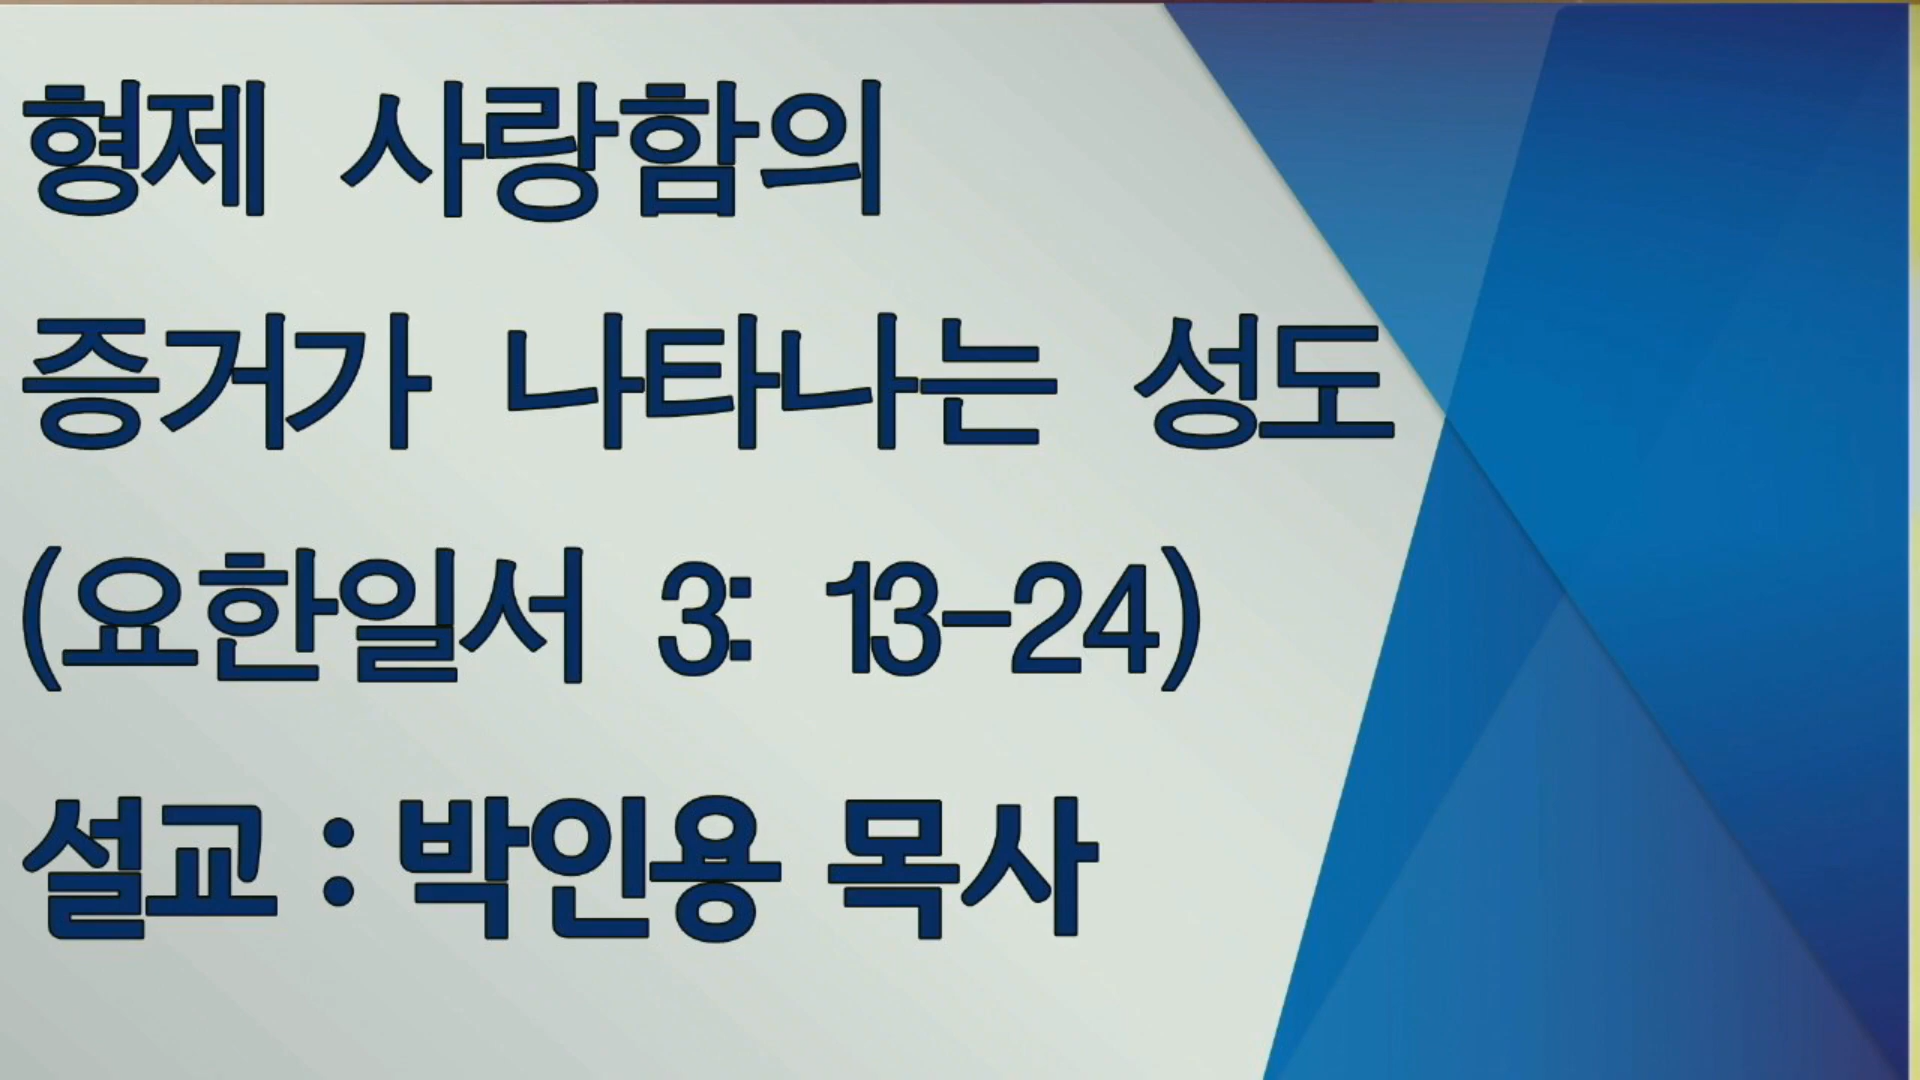 형제 사랑함의
증거가 나타나는 성도
(요한일서 3: 13-24)
설교 : 박인용 목사